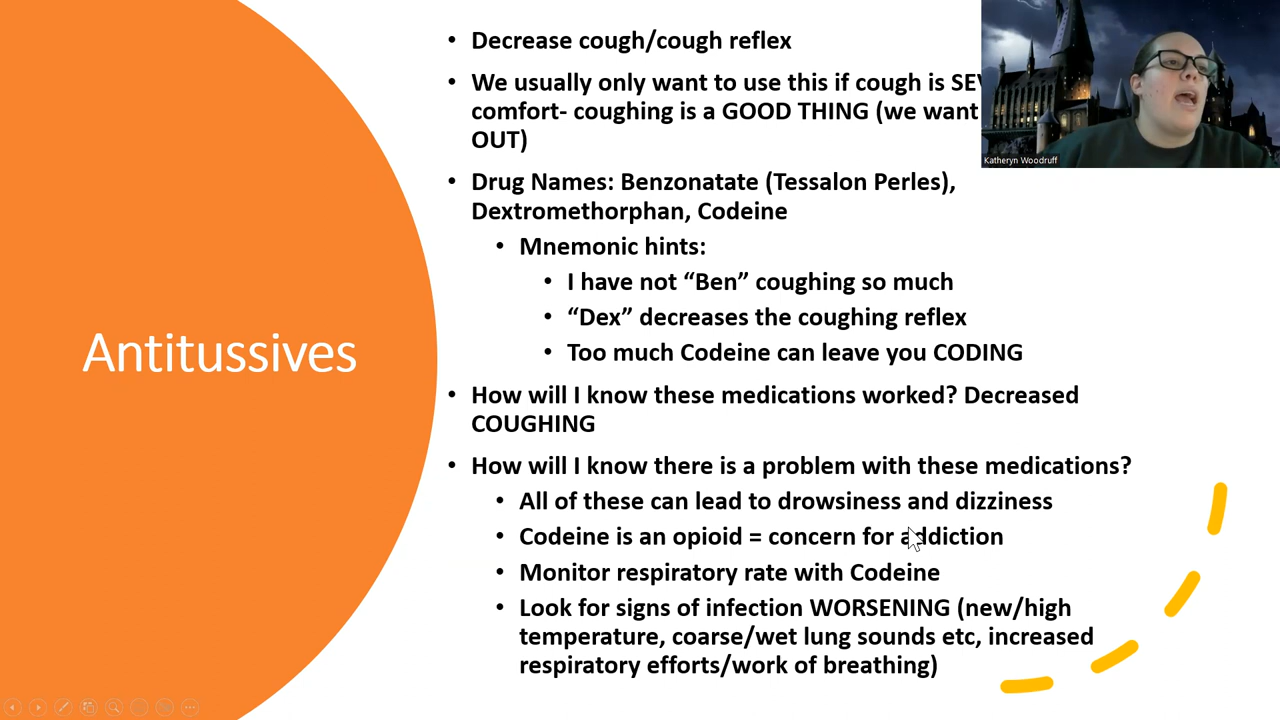 Decrease cough/cough reflex
We usually only want to use this if cough is
comfort- coughing is a GOOD THING (we want
OUT)
Katheryn Woodruff
Drug Names: Benzonatate (Tessalon Perles),
Dextromethorphan, Codeine
Mnemonic hints:
I have not “Ben” coughing so much
“Dex” decreases the coughing reflex
Too much Codeine can leave you CODING
Antitussives
How will I know these medications worked? Decreased
COUGHING
How will I know there is a problem with these medications?
All of these can lead to drowsiness and dizziness
Codeine is an opioid = concern for addiction
Monitor respiratory rate with Codeine
Look for signs of infection WORSENING (new/high
temperature, coarse/wet lung sounds etc, increased
respiratory efforts/work of breathing)